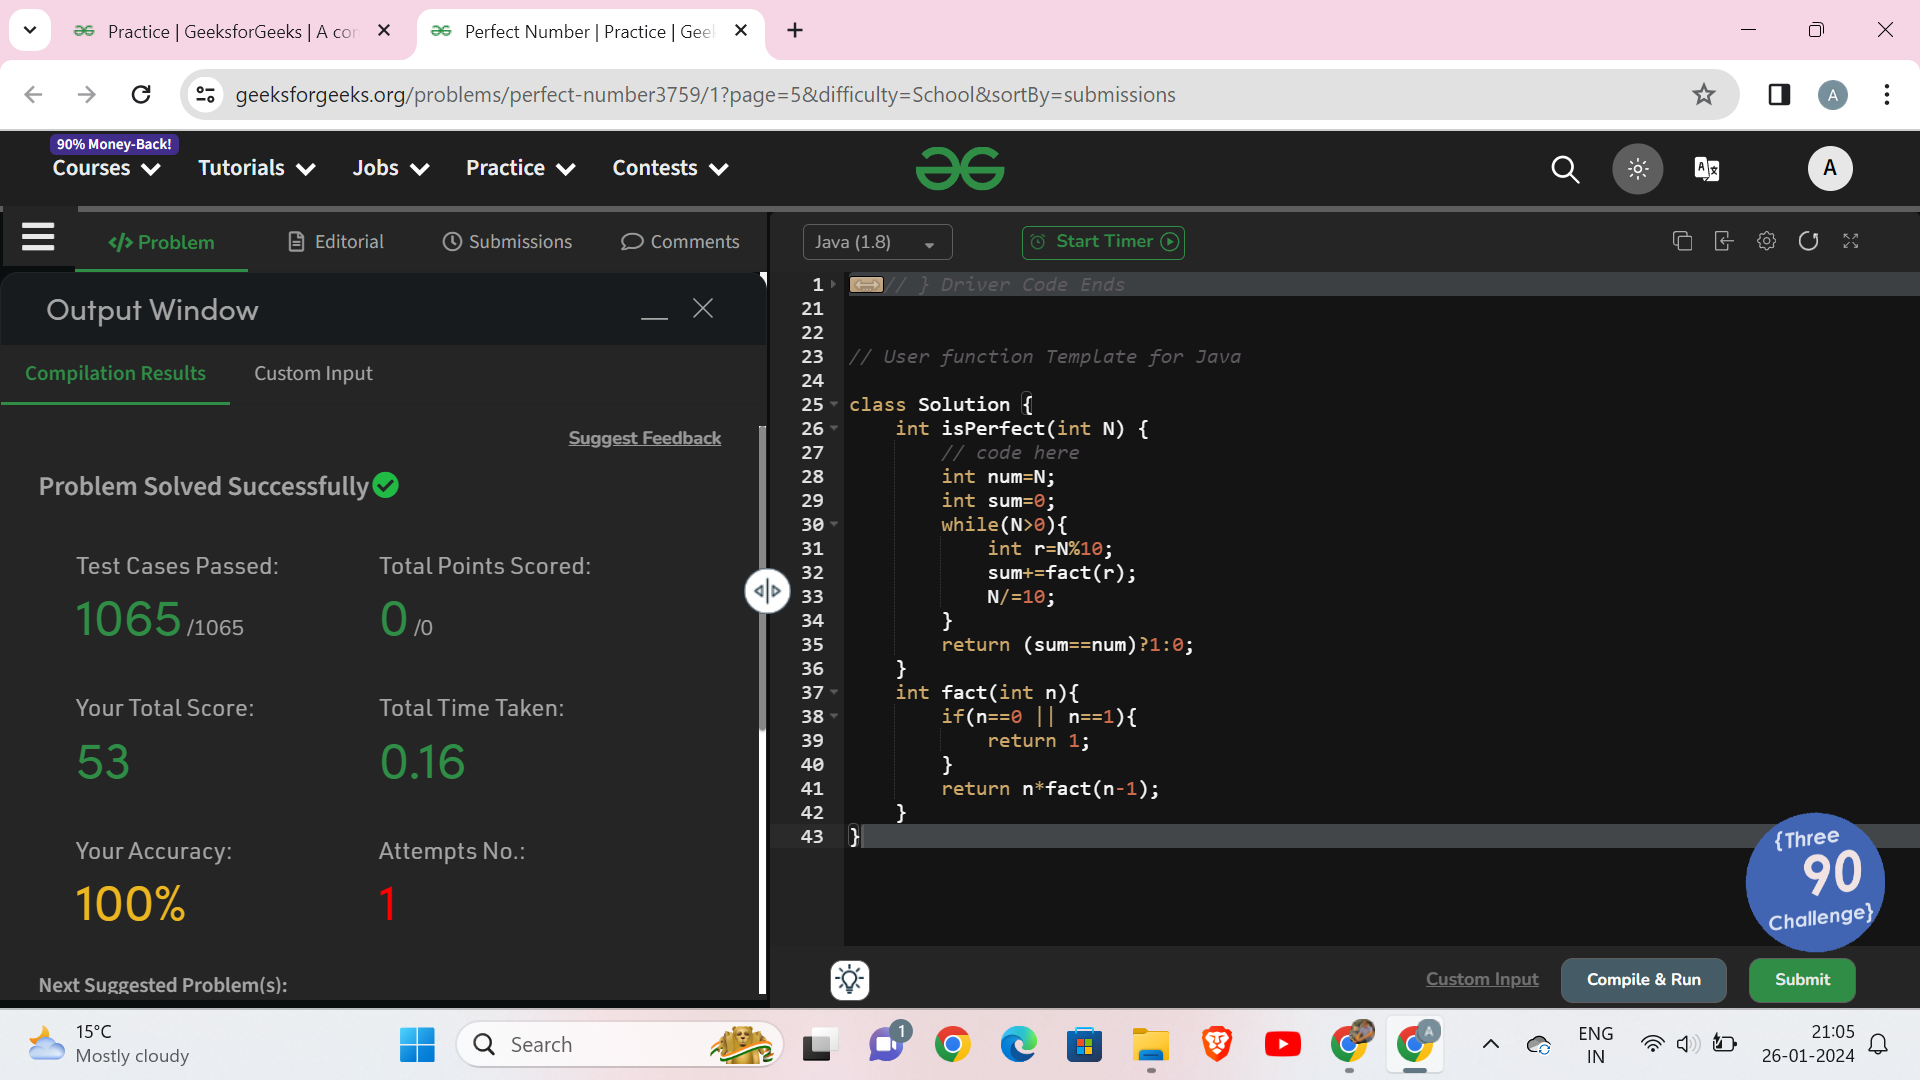 Practice | GeeksforGeeks | A co
Perfect Number | Practice | Gee
geeksforgeeks.org/problems/perfect-number3759/1?page=5&difficulty=School&sortBy=submissions
A
90% Money-Back!
Courses
Tutorials
Jobs
Practice
Contests
A
</> Problem
Editorial
Submissions
Comments
Java (1.8)
Start Timer
Output Window
Compilation Results
Custom Input
Suggest Feedback
Problem Solved Successfully
Test Cases Passed:
1065 /1065
Total Points Scored:
0 /0
Your Total Score:
53
Total Time Taken:
0.16
Your Accuracy:
100%
Attempts No.:
1
Next Suggested Problem(s):
1 // } Driver Code Ends
21
22
23 // User function Template for Java
24
25 class Solution {
26 int isPerfect(int N) {
27 // code here
28 int num=N;
29 int sum=0;
30 while(N>0){
31 int r=N%10;
32 sum+=fact(r);
33 N/=10;
34 }
35 return (sum==num)?1:0;
36 }
37 int fact(int n){
38 if(n==0 || n==1){
39 return 1;
40 }
41 return n*fact(n-1);
42 }
43 }
{Three
90
Challenge}
Custom Input
Compile & Run
Submit
15°C
Mostly cloudy
Search
1
A
ENG
IN
21:05
26-01-2024